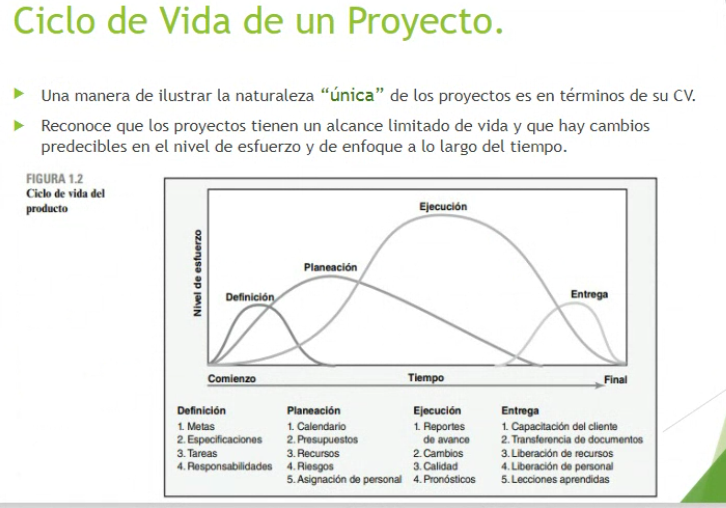 Ciclo de Vida de un Proyecto.
Una manera de ilustrar la naturaleza “única” de los proyectos es en términos de su CV.
Reconoce que los proyectos tienen un alcance limitado de vida y que hay cambios
predecibles en el nivel de esfuerzo y de enfoque a lo largo del tiempo.
FIGURA 1.2
Ciclo de vida del
producto
Nivel de esfuerzo
Definición
Planeación
Ejecución
Entrega
Comienzo
Tiempo
Final
Definición
1. Metas
2. Especificaciones
3. Tareas
4. Responsabilidades
Planeación
1. Calendario
2. Presupuestos
3. Recursos
4. Riesgos
5. Asignación de personal
Ejecución
1. Reportes
de avance
2. Cambios
3. Calidad
4. Pronósticos
Entrega
1. Capacitación del cliente
2. Transferencia de documentos
3. Liberación de recursos
4. Liberación de personal
5. Lecciones aprendidas